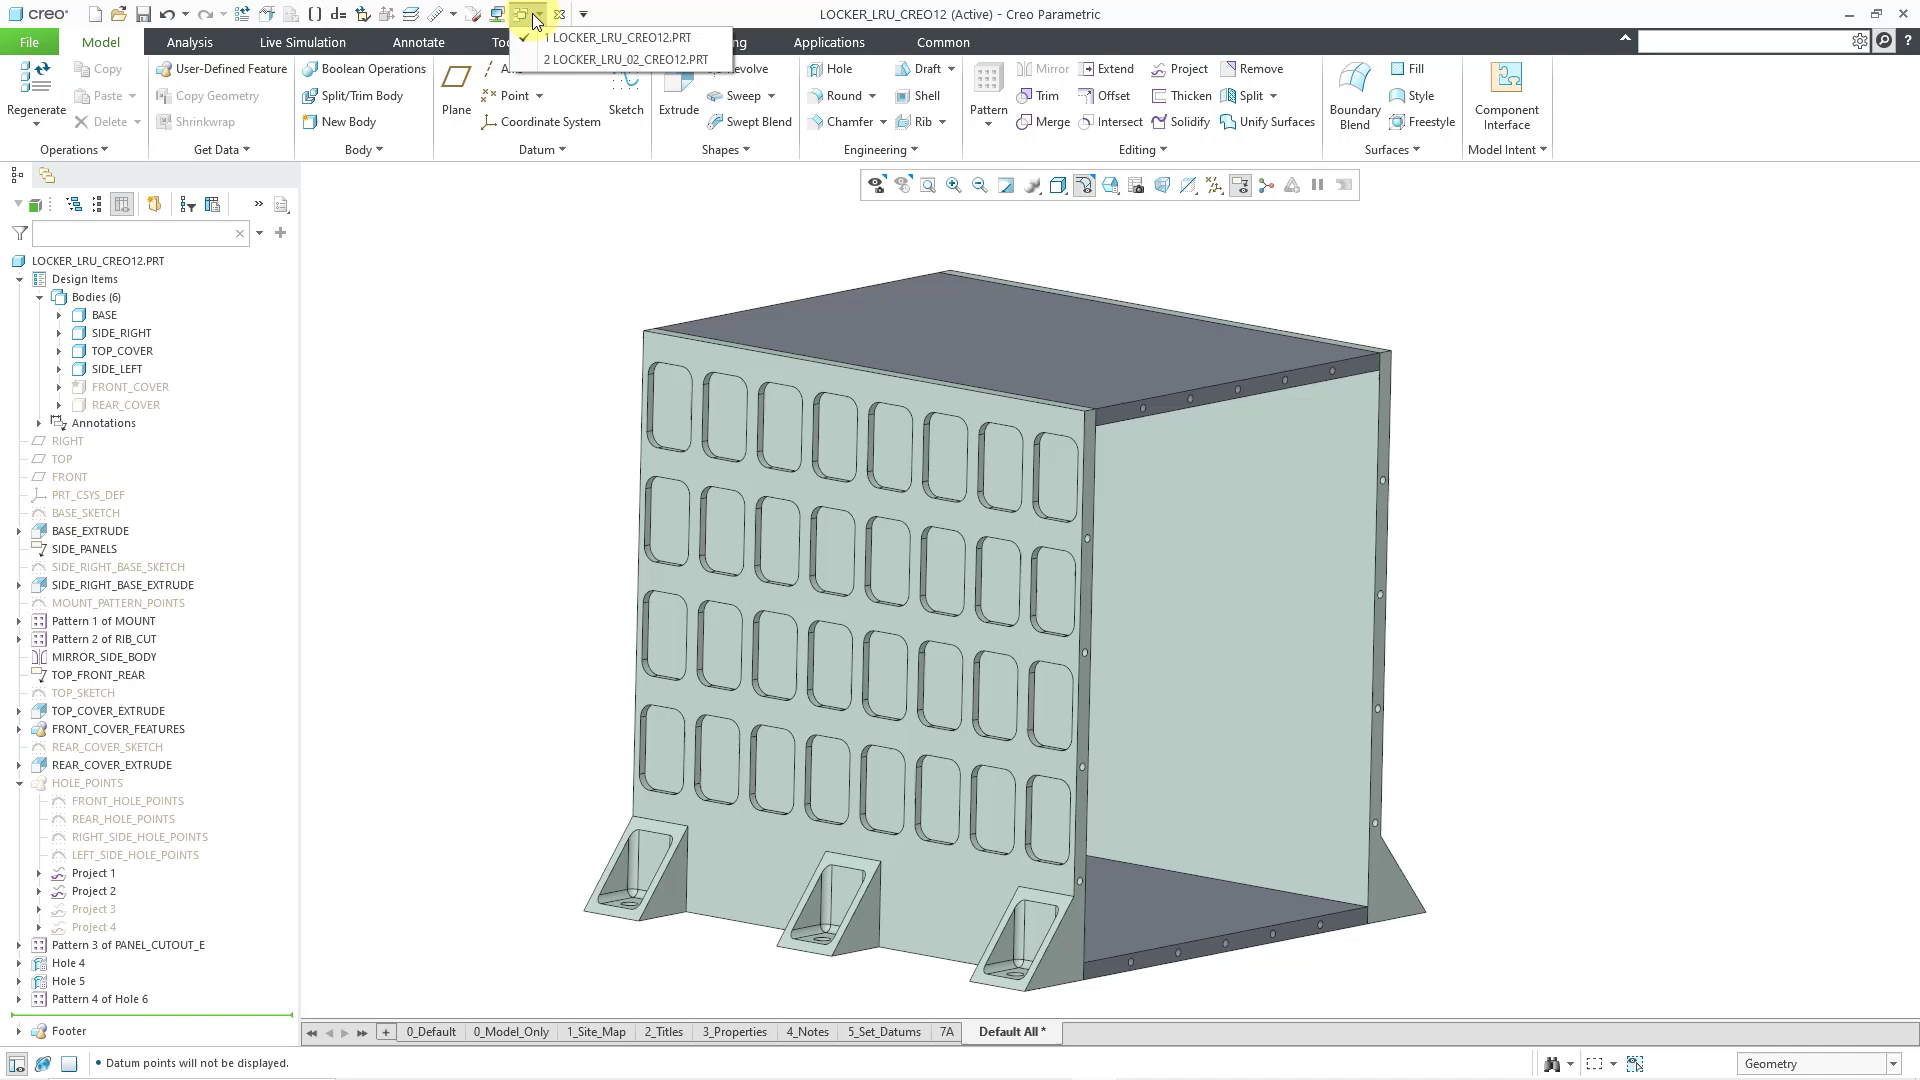 creo
LOCKER_LRU_CREO12 (Active) - Creo Parametric
File
Model
Analysis
Live Simulation
Annotate
Applications
Common
1 LOCKER_LRU_CREO12.PRT
2 LOCKER_LRU_02_CREO12.PRT
Regenerate
Copy
Paste
Delete
Operations
User-Defined Feature
Copy Geometry
Shrinkwrap
Get Data
Boolean Operations
Split/Trim Body
New Body
Body
Plane
Point
Coordinate System
Sketch
Datum
Extrude
Sweep
Swept Blend
Shapes
Hole
Round
Chamfer
Draft
Shell
Rib
Engineering
Pattern
Mirror
Trim
Merge
Extend
Offset
Intersect
Project
Thicken
Solidify
Remove
Split
Unify Surfaces
Editing
Boundary
Blend
Fill
Style
Freestyle
Surfaces
Component
Interface
Model Intent
LOCKER_LRU_CREO12.PRT
Design Items
Bodies (6)
BASE
SIDE_RIGHT
TOP_COVER
SIDE_LEFT
FRONT_COVER
REAR_COVER
Annotations
RIGHT
TOP
FRONT
PRT_CSYS_DEF
BASE_SKETCH
BASE_EXTRUDE
SIDE_PANELS
SIDE_RIGHT_BASE_SKETCH
SIDE_RIGHT_BASE_EXTRUDE
MOUNT_PATTERN_POINTS
Pattern 1 of MOUNT
Pattern 2 of RIB_CUT
MIRROR_SIDE_BODY
TOP_FRONT_REAR
TOP_SKETCH
TOP_COVER_EXTRUDE
FRONT_COVER_FEATURES
REAR_COVER_SKETCH
REAR_COVER_EXTRUDE
HOLE_POINTS
FRONT_HOLE_POINTS
REAR_HOLE_POINTS
RIGHT_SIDE_HOLE_POINTS
LEFT_SIDE_HOLE_POINTS
Project 1
Project 2
Project 3
Project 4
Pattern 3 of PANEL_CUTOUT_E
Hole 4
Hole 5
Pattern 4 of Hole 6
Footer
0_Default
0_Model_Only
1_Site_Map
2_Titles
3_Properties
4_Notes
5_Set_Datums
7A
Default All *
• Datum points will not be displayed.
Geometry